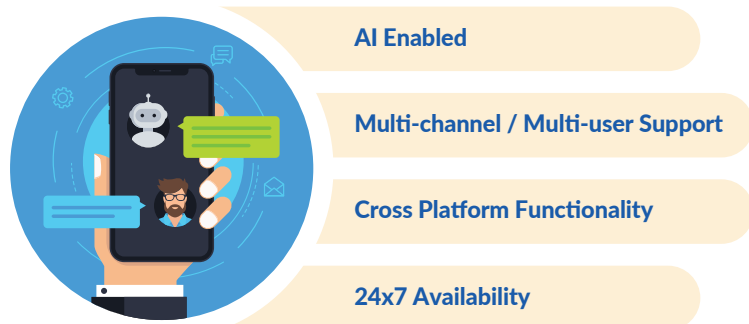 AI Enabled
Multi-channel / Multi-user Support
Cross Platform Functionality
24x7 Availability